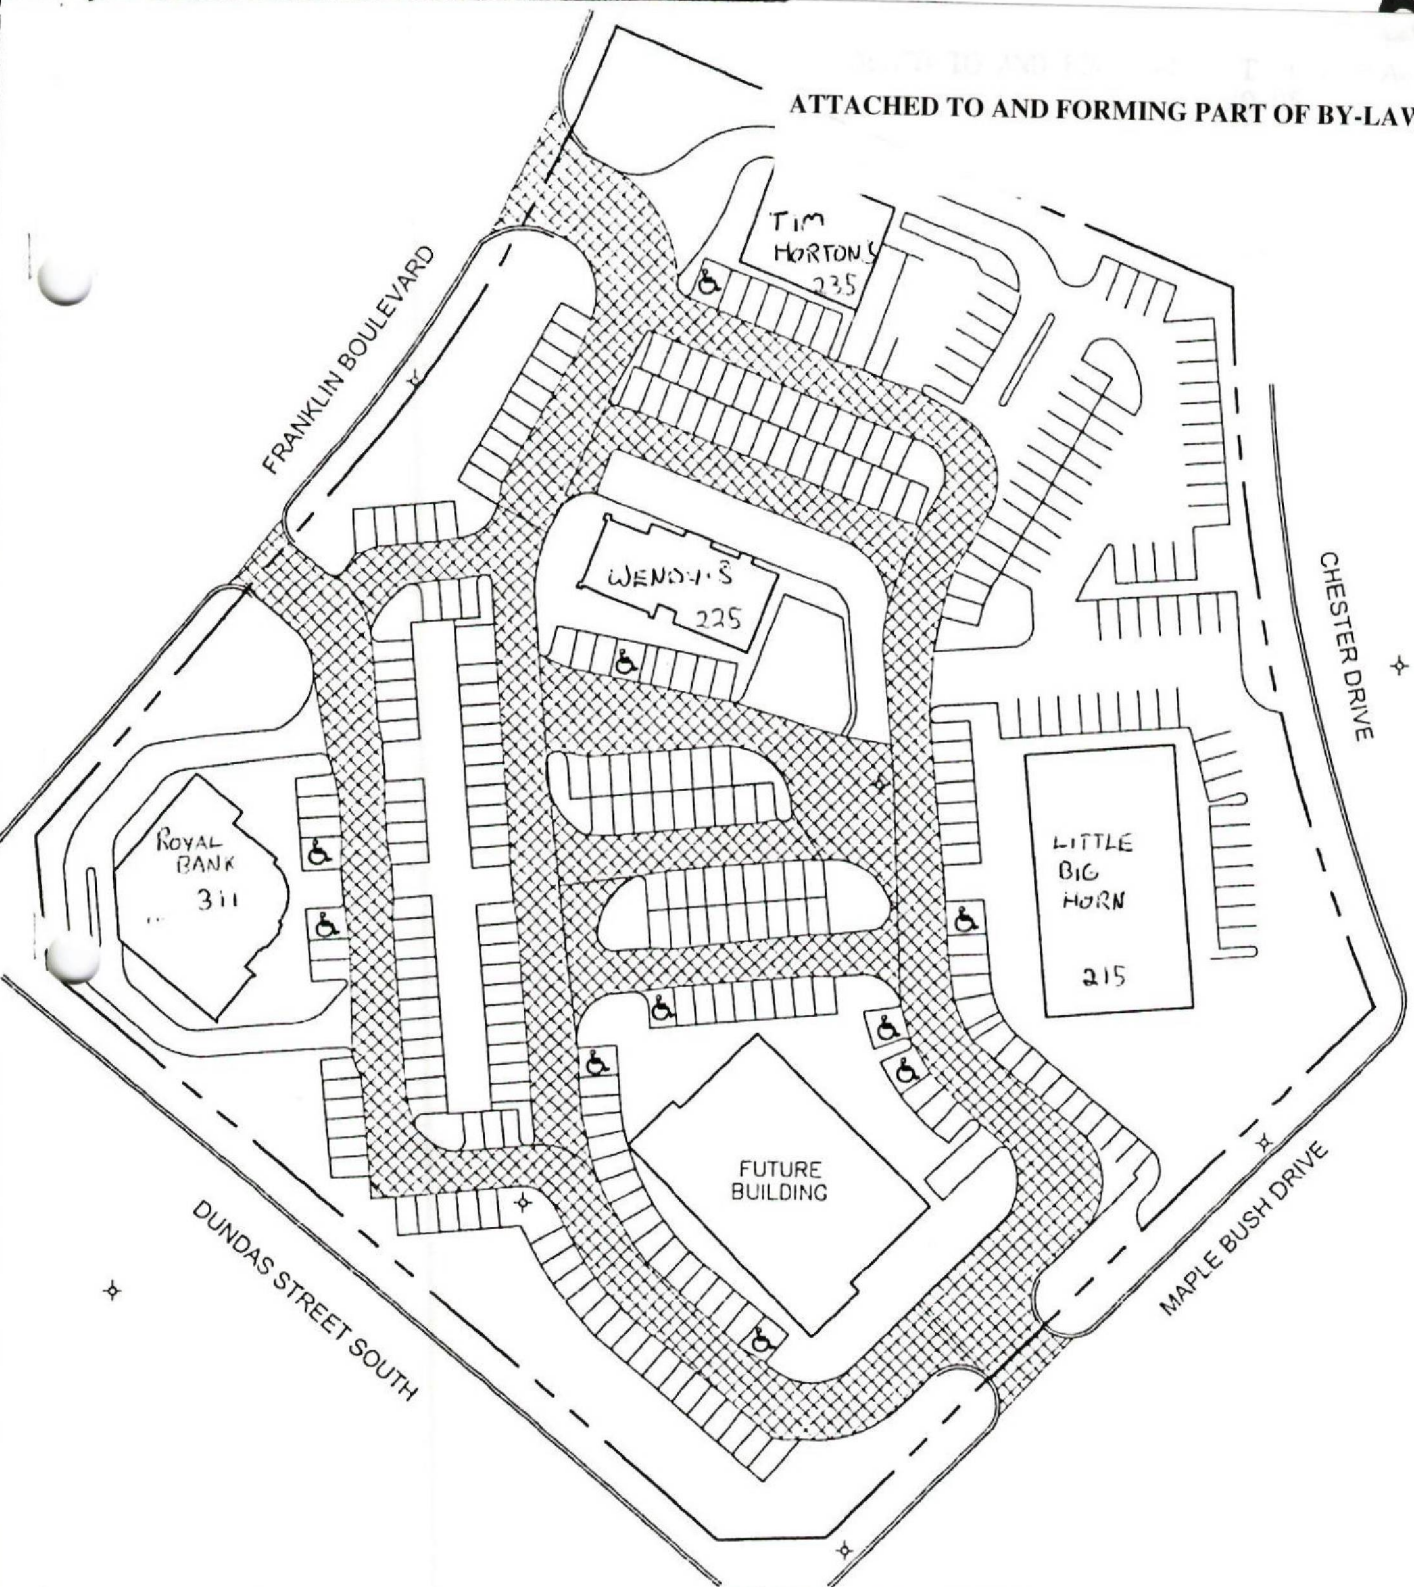 ATTACHED TO AND FORMING PART OF BY-LAW
TIM
HORTONS
235
FRANKLIN BOULEVARD
WENDY'S
225
CHESTER DRIVE
ROYAL
BANK
311
LITTLE
BIG
HORN
215
FUTURE
BUILDING
DUNDAS STREET SOUTH
MAPLE BUSH DRIVE